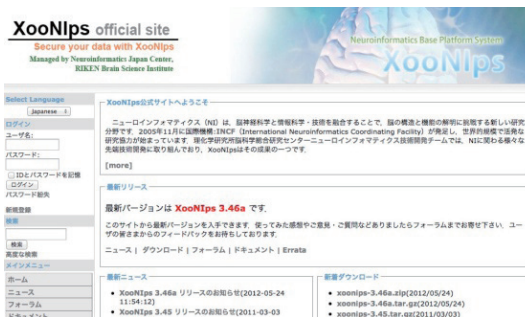 XooNIps official site
Secure your data with XooNIps
Managed by Neuroinformatics Japan Center,
RIKEN Brain Science Institute
Neuroinformatics Base Platform System
XooNIps
Select Language
Japanese
ログイン
ユーザ名:
パスワード:
IDとパスワードを記憶
ログイン
パスワード紛失
新規登録
検索
検索
高度な検索
メインメニュー
ホーム
ニュース
フォーラム
ドキュメント
XooNIps公式サイトへようこそ
ニューロインフォマティクス (NI) は、脳神経科学と情報科学・技術を融合することで、脳の構造と機能の解明に挑戦する新しい研究
分野です。2005年11月に国際機構:INCF (International Neuroinformatics Coordinating Facility) が発足し、世界的規模で活発な
研究協力が始まっています。理化学研究所脳科学総合研究センターニューロインフォマティクス技術開発チームでは、NIに関わる様々な
先端技術開発に取り組んでおり、XooNIpsはその成果の一つです。
[more]
最新リリース
最新バージョンは XooNIps 3.46a です.
このサイトから最新バージョンを入手できます. 使ってみた感想やご意見・ご質問などありましたらフォーラムまでお寄せ下さい. ユー
ザの皆さまからのフィードバックをお待ちしております.
ニュース | ダウンロード | フォーラム | ドキュメント | Errata
最新ニュース
XooNIps 3.46a リリースのお知らせ(2012-05-24
11:54:12)
XooNIps 3.45 リリースのお知らせ(2011-03-03
新着ダウンロード
xoonips-3.46a.zip(2012/05/24)
xoonips-3.46a.tar.gz(2012/05/24)
xoonips-3.45.tar.gz(2011/03/03)